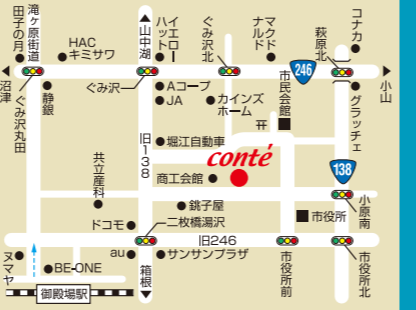 滝ヶ原街道
田子の月
HAC
キミサワ
山中湖
ハイエロー
ハット
ぐみ沢北
マクド
ナルド
コナカ
萩原北
246
沼津
ぐみ沢丸田
静銀
ぐみ沢
Aコープ
JA
カインズ
ホーム
市民会館
小山
グラッチェ
旧138
堀江自動車
conté
138
共立産科
商工会館
銚子屋
小原南
ドコモ
二枚橋湯沢
市役所
旧246
ヌマヤ
au
サンサンプラザ
市役所前
市役所北
BE-ONE
箱根
御殿場駅